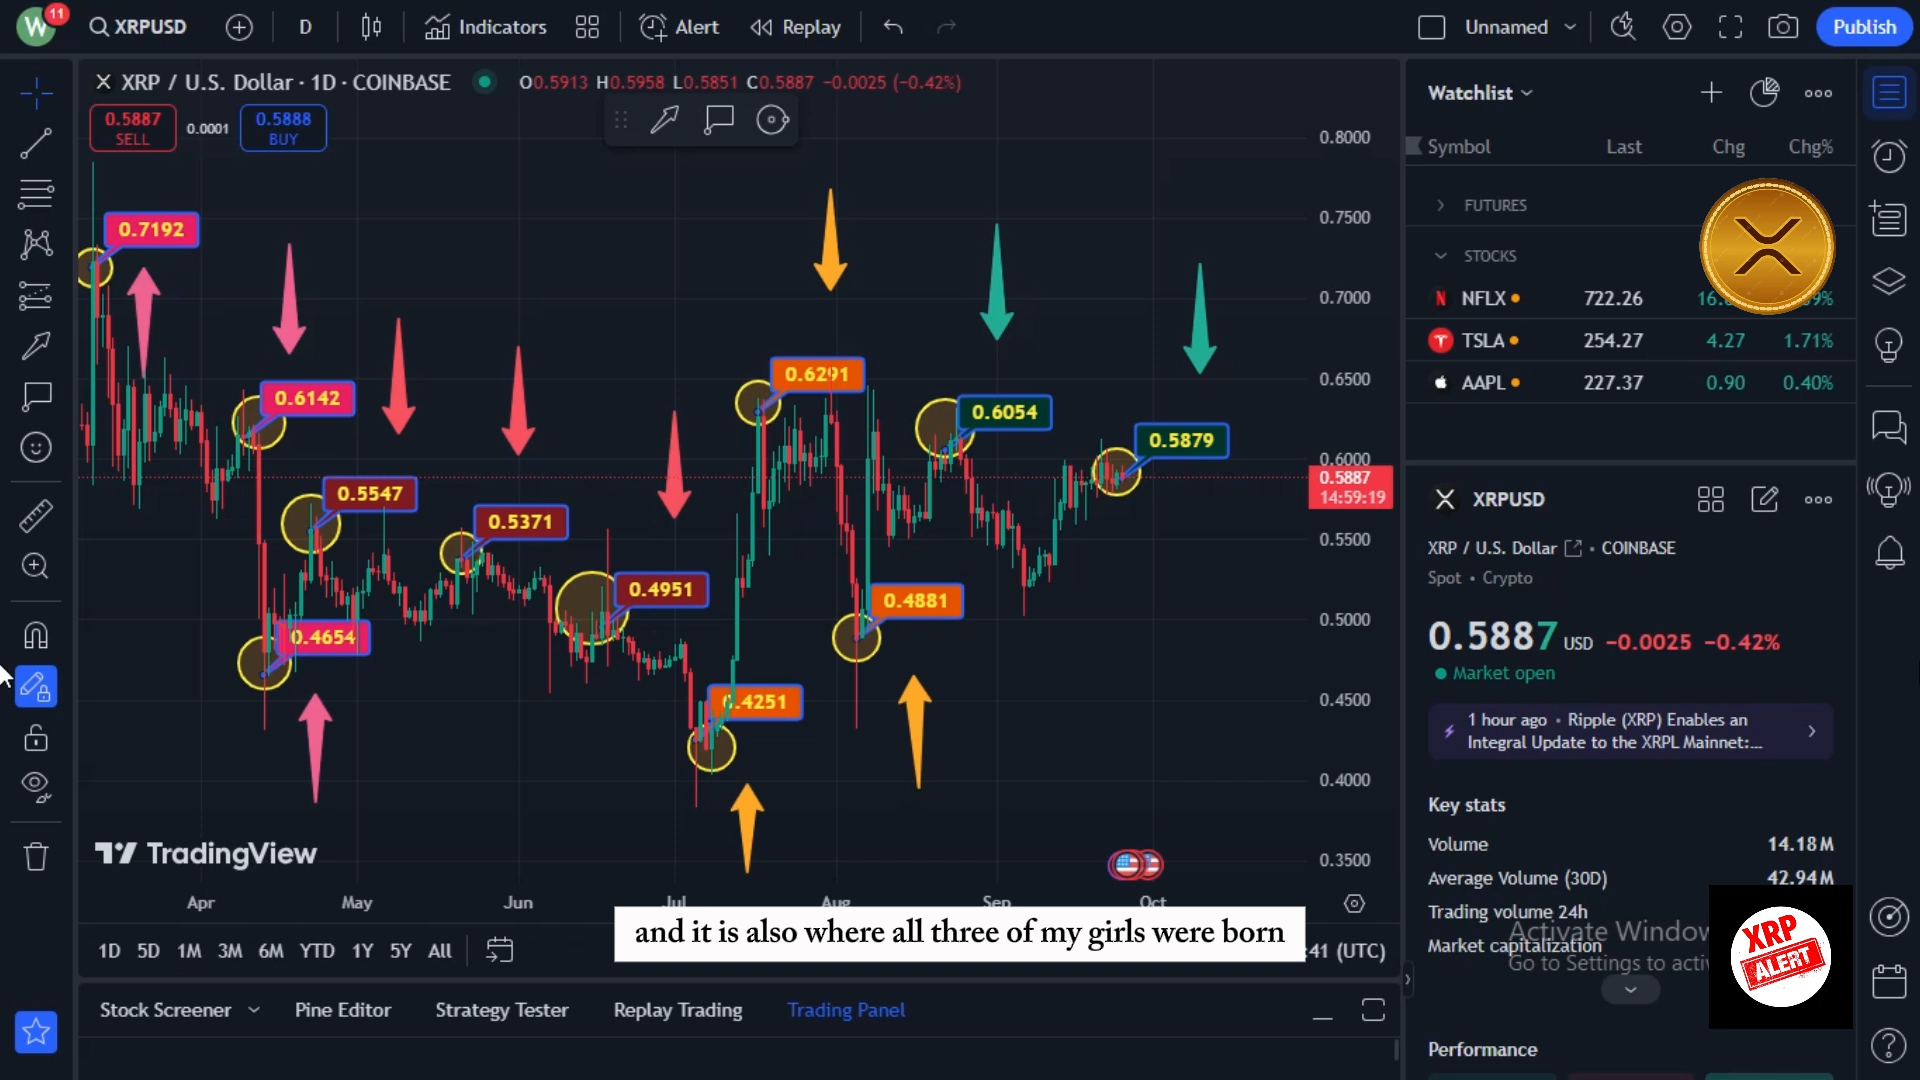 W 11 XRPUSD D Indicators Alert Replay Unnamed Publish
XRP / U.S. Dollar · 1D · COINBASE O0.5913 H0.5958 L0.5851 C0.5887 −0.0025 (−0.42%)
0.5887 SELL 0.0001 0.5888 BUY
0.7192
0.6142
0.5547
0.4654
0.5371
0.4951
0.4251
0.6291
0.4881
0.6054
0.5879
0.8000
0.7500
0.7000
0.6500
0.6000
0.5887
14:59:19
0.5500
0.5000
0.4500
0.4000
0.3500
TradingView
Apr May Jun Jul Aug Sep Oct
and it is also where all three of my girls were born
1D 5D 1M 3M 6M YTD 1Y 5Y All :41 (UTC)
Stock Screener Pine Editor Strategy Tester Replay Trading Trading Panel
Watchlist
Symbol Last Chg Chg%
FUTURES
STOCKS
NFLX 722.26
TSLA 254.27 4.27 1.71%
AAPL 227.37 0.90 0.40%
XRPUSD
XRP / U.S. Dollar · COINBASE
Spot · Crypto
0.5887 USD −0.0025 −0.42%
Market open
1 hour ago · Ripple (XRP) Enables an
Integral Update to the XRPL Mainnet:...
Key stats
Volume 14.18M
Average Volume (30D) 42.94M
Trading volume 24h
Market capitalization
Activate Window
Go to Settings to acti
XRP
ALERT
Performance